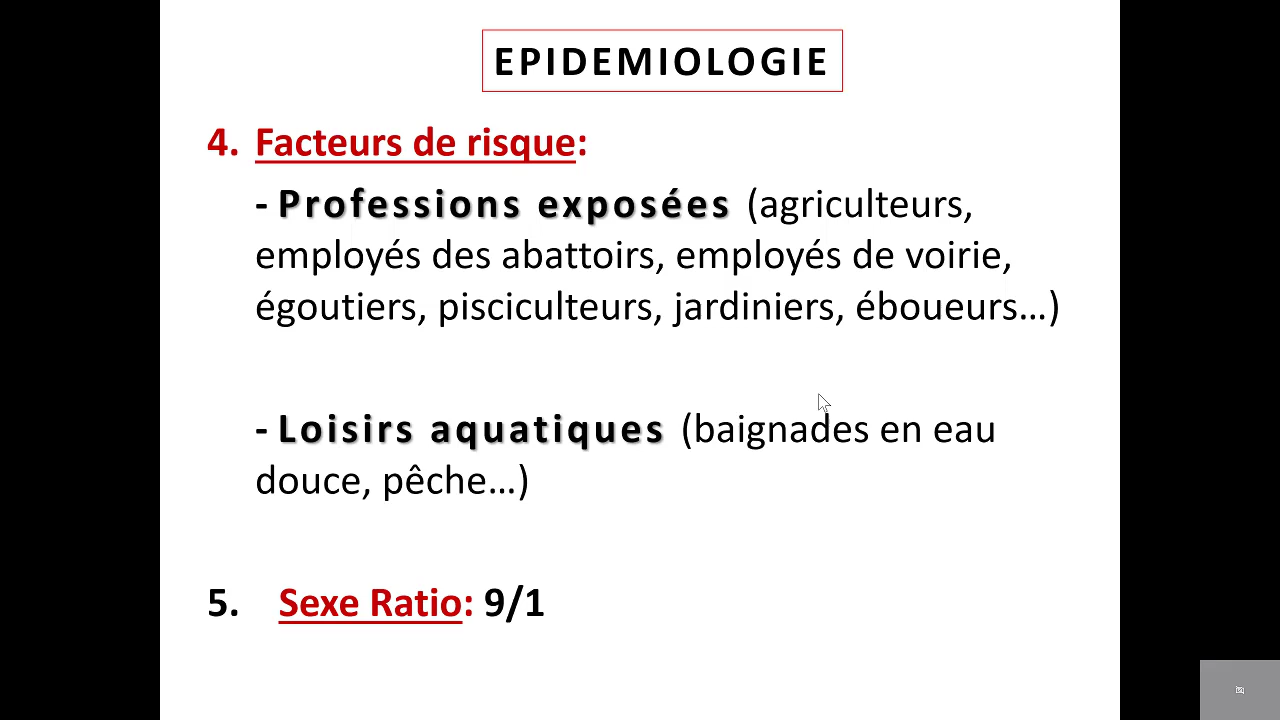 EPIDEMIOLOGIE
4. Facteurs de risque:
- Professions exposées (agriculteurs,
employés des abattoirs, employés de voirie,
égoutiers, pisciculteurs, jardiniers, éboueurs…)
- Loisirs aquatiques (baignades en eau
douce, pêche…)
5. Sexe Ratio: 9/1